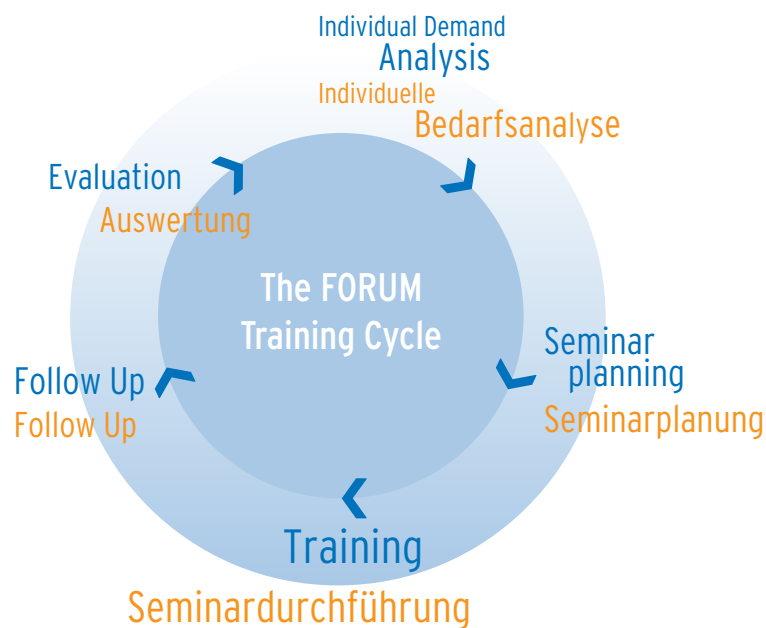 Individual Demand
Analysis
Individuelle
Bedarfsanalyse
Evaluation
Auswertung
The FORUM
Training Cycle
Seminar
planning
Seminarplanung
Follow Up
Follow Up
Training
Seminardurchführung